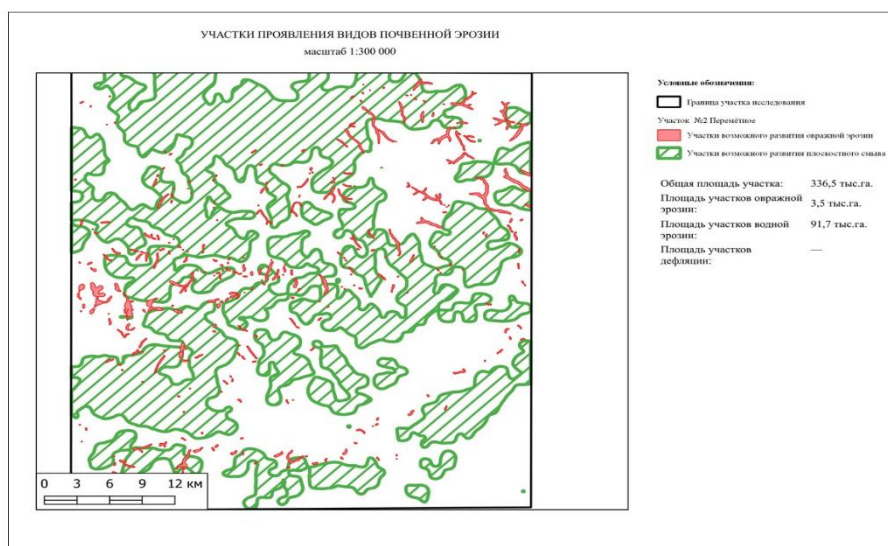 УЧАСТКИ ПРОЯВЛЕНИЯ ВИДОВ ПОЧВЕННОЙ ЭРОЗИИ
масштаб 1:300 000
Условные обозначения:
Граница участка исследования
Участок №2 Перемётное
Участки возможного развития овражной эрозии
Участки возможного развития плоскостного смыва
Общая площадь участка: 336,5 тыс.га.
Площадь участков овражной
эрозии: 3,5 тыс.га.
Площадь участков водной
эрозии: 91,7 тыс.га.
Площадь участков
дефляции: —
0 3 6 9 12 км